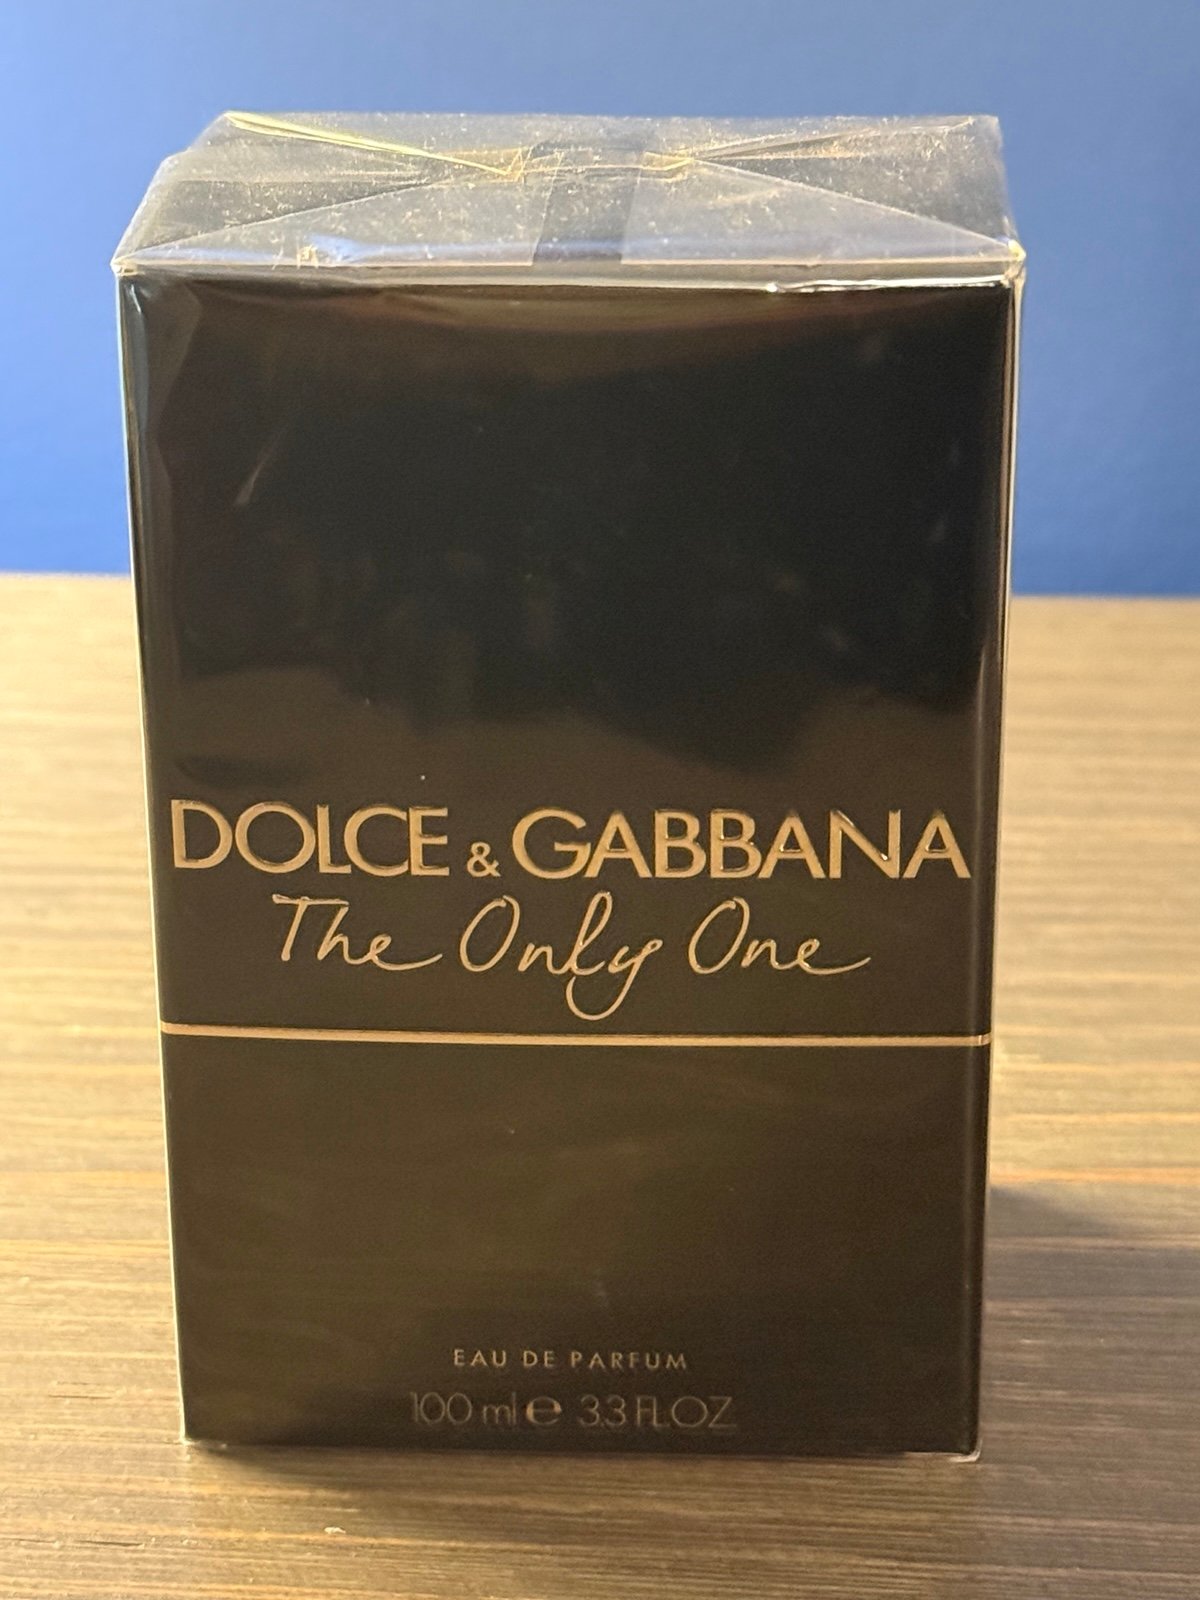 DOLCE & GABBANA
The Only One
EAU DE PARFUM
100 ml ℮ 3.3 FL.OZ